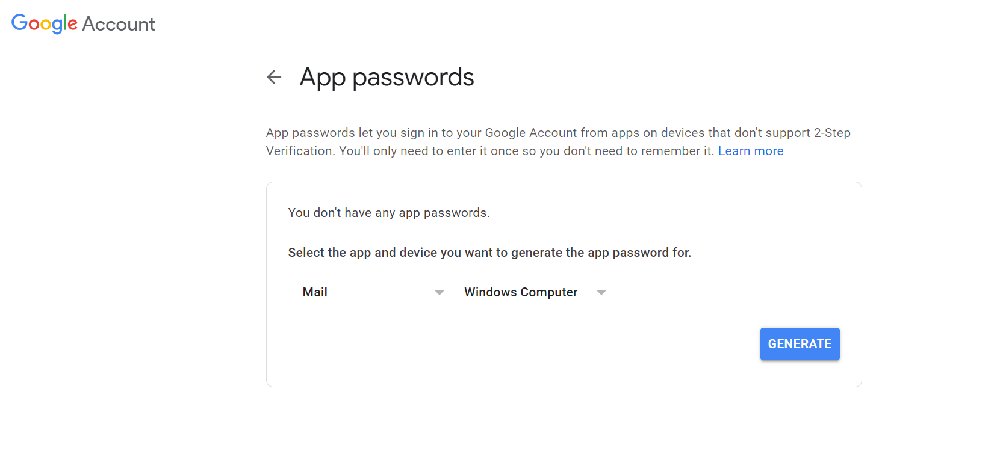 Google Account
App passwords
App passwords let you sign in to your Google Account from apps on devices that don't support 2-Step
Verification. You'll only need to enter it once so you don't need to remember it. Learn more
You don't have any app passwords.
Select the app and device you want to generate the app password for.
Mail Windows Computer
GENERATE